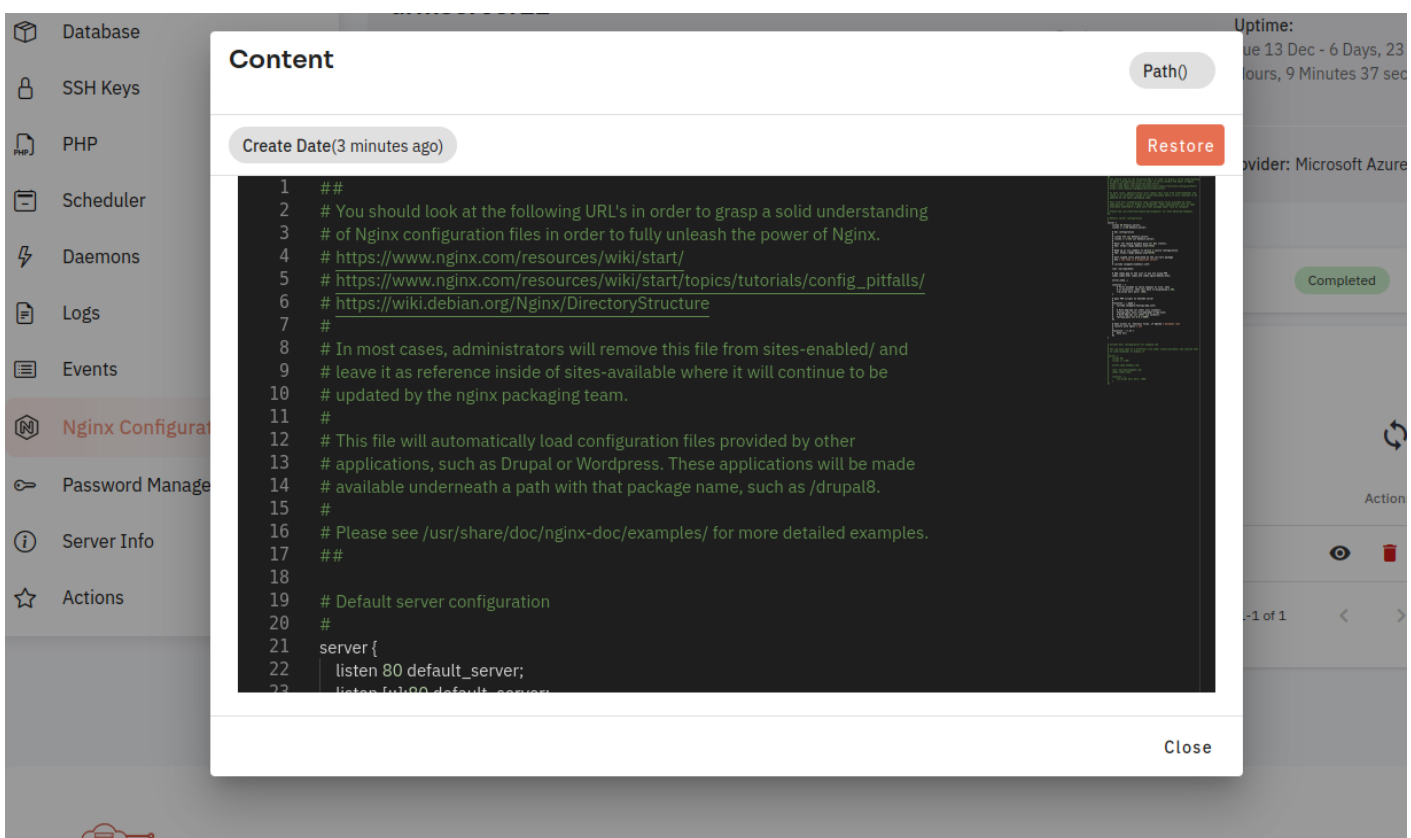 Database
SSH Keys
PHP
Scheduler
Daemons
Logs
Events
Nginx Configurat
Password Manage
Server Info
Actions
Content
Path()
Create Date(3 minutes ago)
Restore
1 ##
2 # You should look at the following URL's in order to grasp a solid understanding
3 # of Nginx configuration files in order to fully unleash the power of Nginx.
4 # https://www.nginx.com/resources/wiki/start/
5 # https://www.nginx.com/resources/wiki/start/topics/tutorials/config_pitfalls/
6 # https://wiki.debian.org/Nginx/DirectoryStructure
7 #
8 # In most cases, administrators will remove this file from sites-enabled/ and
9 # leave it as reference inside of sites-available where it will continue to be
10 # updated by the nginx packaging team.
11 #
12 # This file will automatically load configuration files provided by other
13 # applications, such as Drupal or Wordpress. These applications will be made
14 # available underneath a path with that package name, such as /drupal8.
15 #
16 # Please see /usr/share/doc/nginx-doc/examples/ for more detailed examples.
17 ##
18
19 # Default server configuration
20 #
21 server {
22 listen 80 default_server;
23 listen [::]:80 default_server;
Close
Uptime:
ue 13 Dec - 6 Days, 23
ours, 9 Minutes 37 sec
ovider: Microsoft Azure
Completed
Action
-1 of 1